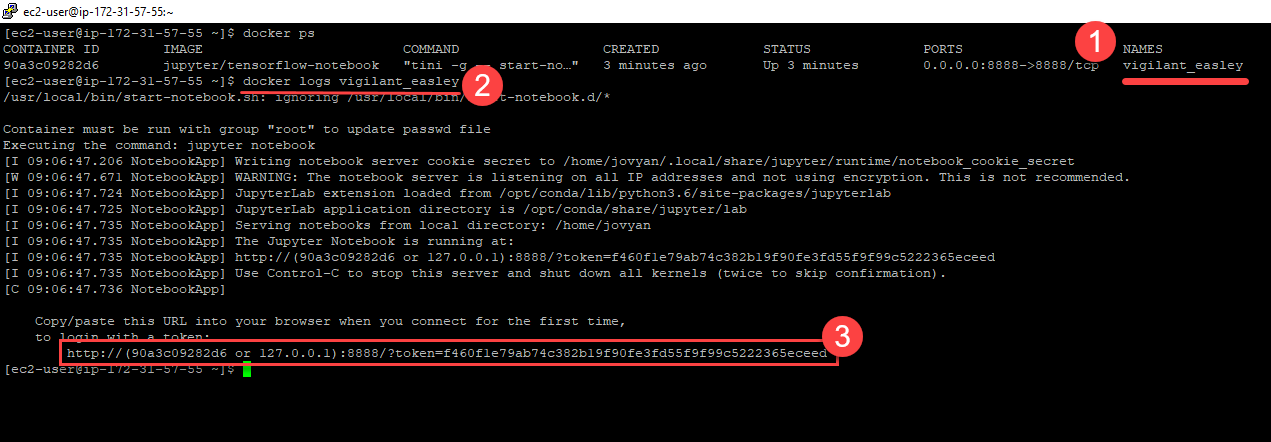 ec2-user@ip-172-31-57-55:~
[ec2-user@ip-172-31-57-55 ~]$ docker ps
1
CONTAINER ID IMAGE COMMAND CREATED STATUS PORTS NAMES
90a3c09282d6 jupyter/tensorflow-notebook "tini -g -- start-no…" 3 minutes ago Up 3 minutes 0.0.0.0:8888->8888/tcp vigilant_easley
[ec2-user@ip-172-31-57-55 ~]$ docker logs vigilant_easley
2
/usr/local/bin/start-notebook.sh: ignoring /usr/local/bin/start-notebook.d/*
Container must be run with group "root" to update passwd file
Executing the command: jupyter notebook
[I 09:06:47.206 NotebookApp] Writing notebook server cookie secret to /home/jovyan/.local/share/jupyter/runtime/notebook_cookie_secret
[W 09:06:47.671 NotebookApp] WARNING: The notebook server is listening on all IP addresses and not using encryption. This is not recommended.
[I 09:06:47.724 NotebookApp] JupyterLab extension loaded from /opt/conda/lib/python3.6/site-packages/jupyterlab
[I 09:06:47.725 NotebookApp] JupyterLab application directory is /opt/conda/share/jupyter/lab
[I 09:06:47.735 NotebookApp] Serving notebooks from local directory: /home/jovyan
[I 09:06:47.735 NotebookApp] The Jupyter Notebook is running at:
[I 09:06:47.735 NotebookApp] http://(90a3c09282d6 or 127.0.0.1):8888/?token=f460f1e79ab74c382b19f90fe3fd55f9f99c5222365eceed
[I 09:06:47.735 NotebookApp] Use Control-C to stop this server and shut down all kernels (twice to skip confirmation).
[C 09:06:47.736 NotebookApp]
Copy/paste this URL into your browser when you connect for the first time,
to login with a token:
http://(90a3c09282d6 or 127.0.0.1):8888/?token=f460f1e79ab74c382b19f90fe3fd55f9f99c5222365eceed
3
[ec2-user@ip-172-31-57-55 ~]$